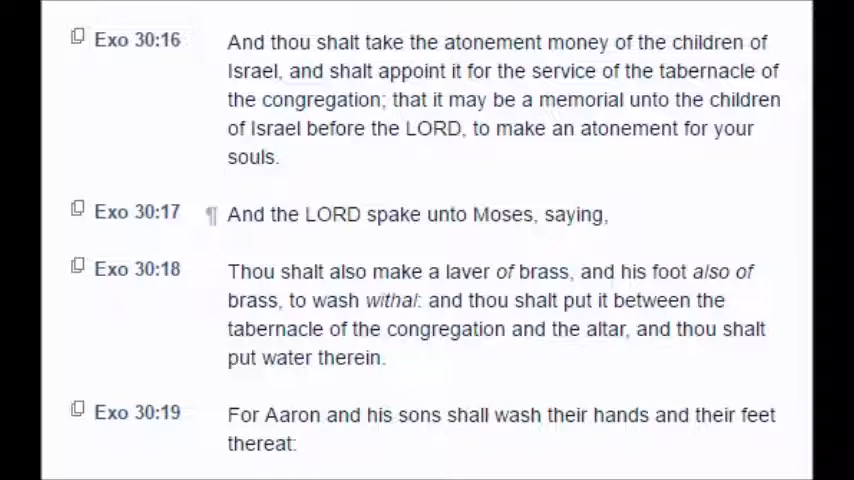 Exo 30:16 And thou shalt take the atonement money of the children of
Israel, and shalt appoint it for the service of the tabernacle of
the congregation; that it may be a memorial unto the children
of Israel before the LORD, to make an atonement for your
souls.
Exo 30:17 ¶ And the LORD spake unto Moses, saying,
Exo 30:18 Thou shalt also make a laver of brass, and his foot also of
brass, to wash withal: and thou shalt put it between the
tabernacle of the congregation and the altar, and thou shalt
put water therein.
Exo 30:19 For Aaron and his sons shall wash their hands and their feet
thereat: